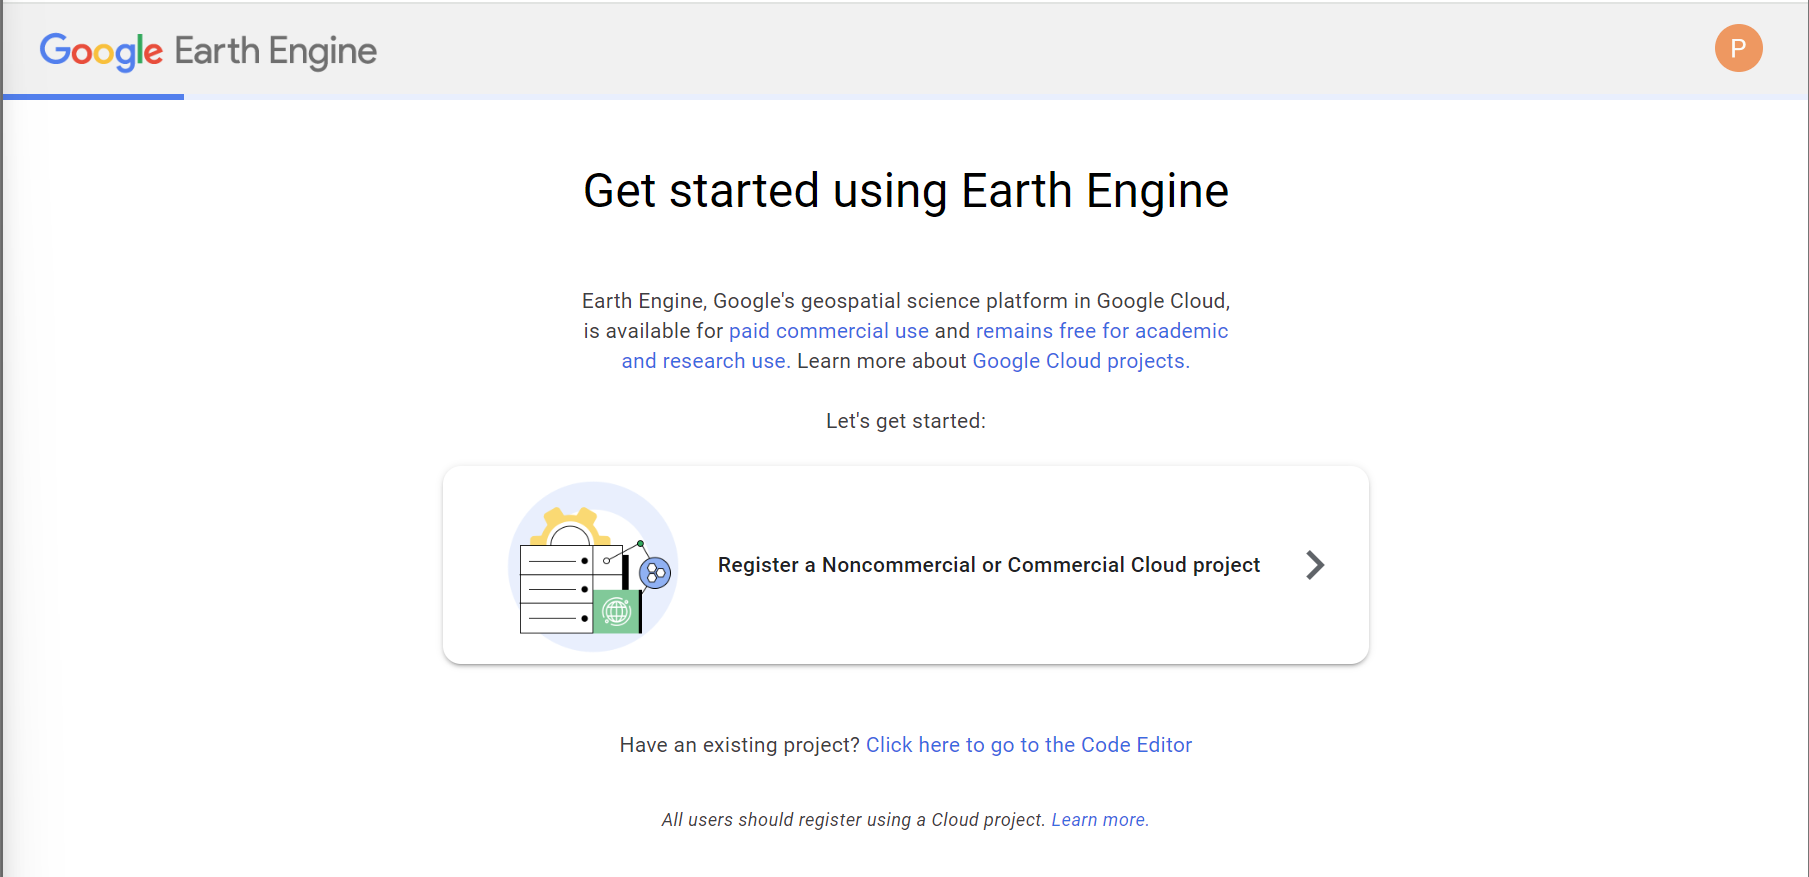 Google Earth Engine
P
Get started using Earth Engine
Earth Engine, Google's geospatial science platform in Google Cloud,
is available for paid commercial use and remains free for academic
and research use. Learn more about Google Cloud projects.
Let's get started:
Register a Noncommercial or Commercial Cloud project
Have an existing project? Click here to go to the Code Editor
All users should register using a Cloud project. Learn more.